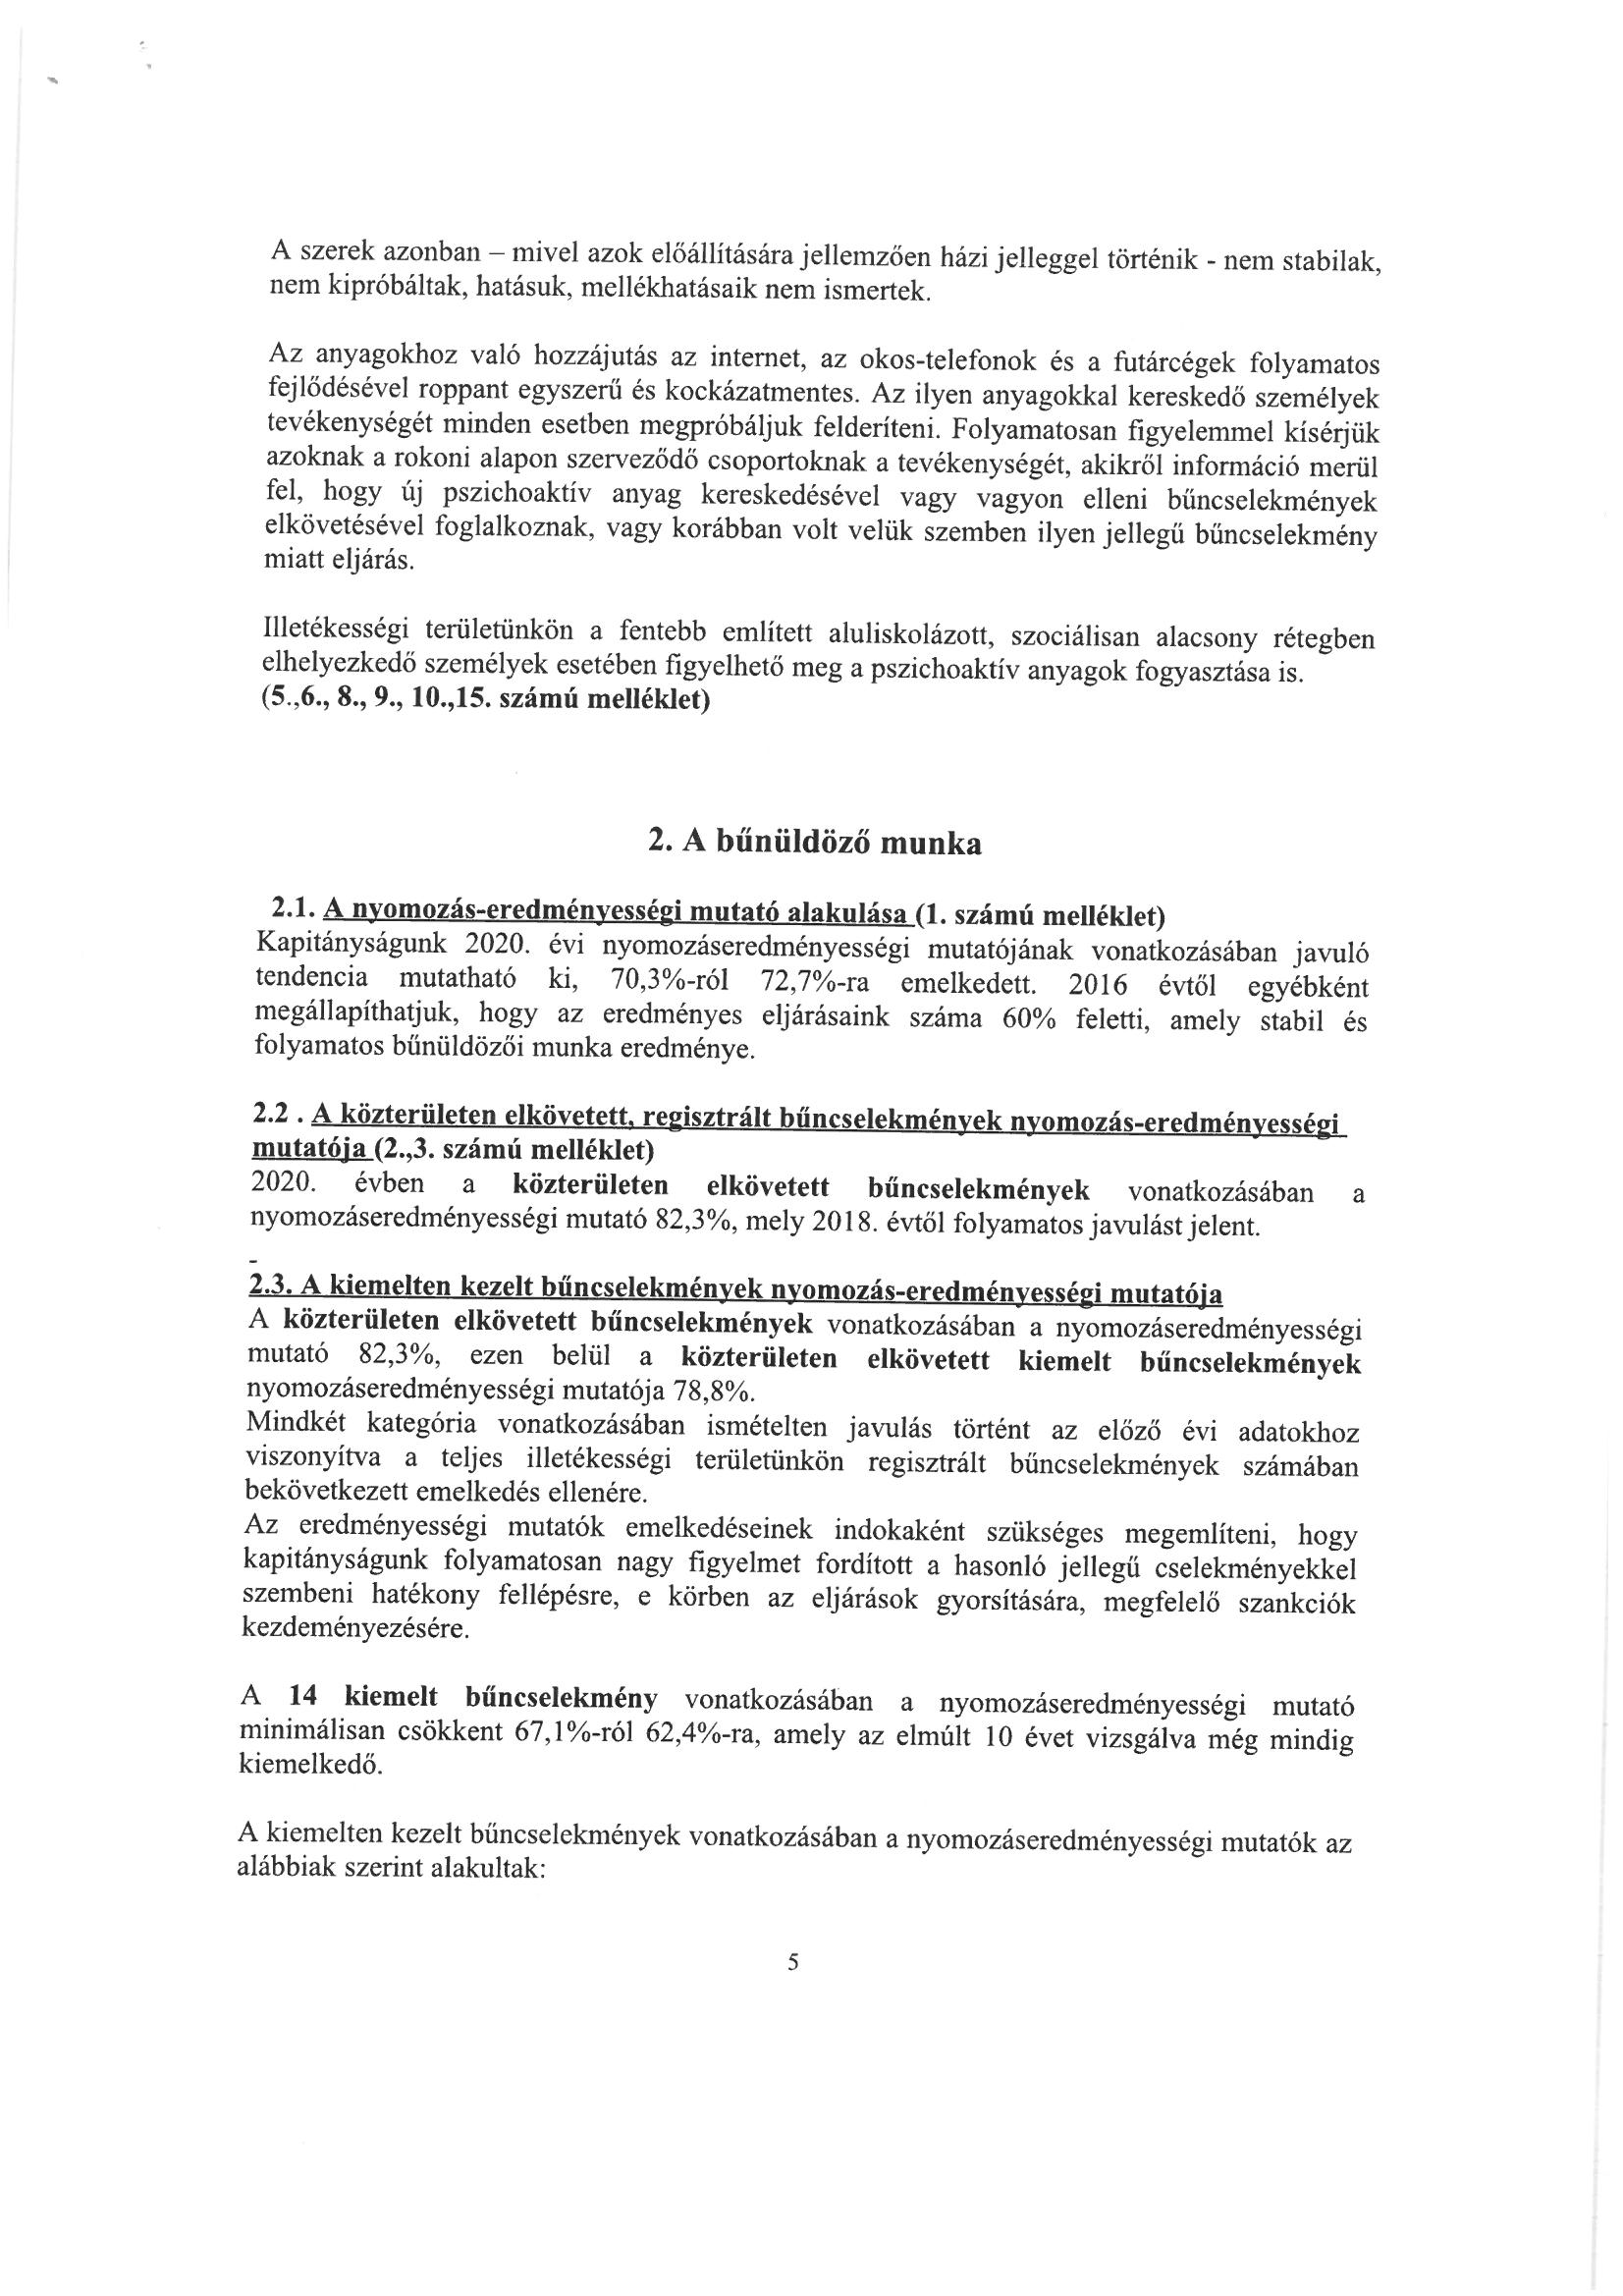 A szerek azonban – mivel azok előállítására jellemzően házi jelleggel történik - nem stabilak,
nem kipróbáltak, hatásuk, mellékhatásaik nem ismertek.
Az anyagokhoz való hozzájutás az internet, az okos-telefonok és a futárcégek folyamatos
fejlődésével roppant egyszerű és kockázatmentes. Az ilyen anyagokkal kereskedő személyek
tevékenységét minden esetben megpróbáljuk felderíteni. Folyamatosan figyelemmel kísérjük
azoknak a rokoni alapon szerveződő csoportoknak a tevékenységét, akikről információ merül
fel, hogy új pszichoaktív anyag kereskedésével vagy vagyon elleni bűncselekmények
elkövetésével foglalkoznak, vagy korábban volt velük szemben ilyen jellegű bűncselekmény
miatt eljárás.
Illetékességi területünkön a fentebb említett aluliskolázott, szociálisan alacsony rétegben
elhelyezkedő személyek esetében figyelhető meg a pszichoaktív anyagok fogyasztása is.
(5.,6., 8., 9., 10.,15. számú melléklet)
2. A bűnüldöző munka
2.1. A nyomozás-eredményességi mutató alakulása (1. számú melléklet)
Kapitányságunk 2020. évi nyomozáseredményességi mutatójának vonatkozásában javuló
tendencia mutatható ki, 70,3%-ról 72,7%-ra emelkedett. 2016 évtől egyébként
megállapíthatjuk, hogy az eredményes eljárásaink száma 60% feletti, amely stabil és
folyamatos bűnüldözői munka eredménye.
2.2 . A közterületen elkövetett, regisztrált bűncselekmények nyomozás-eredményességi
mutatója (2.,3. számú melléklet)
2020. évben a közterületen elkövetett bűncselekmények vonatkozásában a
nyomozáseredményességi mutató 82,3%, mely 2018. évtől folyamatos javulást jelent.
2.3. A kiemelten kezelt bűncselekmények nyomozás-eredményességi mutatója
A közterületen elkövetett bűncselekmények vonatkozásában a nyomozáseredményességi
mutató 82,3%, ezen belül a közterületen elkövetett kiemelt bűncselekmények
nyomozáseredményességi mutatója 78,8%.
Mindkét kategória vonatkozásában ismételten javulás történt az előző évi adatokhoz
viszonyítva a teljes illetékességi területünkön regisztrált bűncselekmények számában
bekövetkezett emelkedés ellenére.
Az eredményességi mutatók emelkedéseinek indokaként szükséges megemlíteni, hogy
kapitányságunk folyamatosan nagy figyelmet fordított a hasonló jellegű cselekményekkel
szembeni hatékony fellépésre, e körben az eljárások gyorsítására, megfelelő szankciók
kezdeményezésére.
A 14 kiemelt bűncselekmény vonatkozásában a nyomozáseredményességi mutató
minimálisan csökkent 67,1%-ról 62,4%-ra, amely az elmúlt 10 évet vizsgálva még mindig
kiemelkedő.
A kiemelten kezelt bűncselekmények vonatkozásában a nyomozáseredményességi mutatók az
alábbiak szerint alakultak:
5